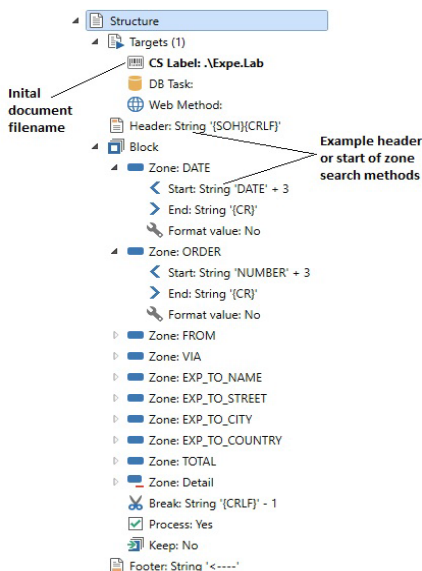 Structure
Targets (1)
CS Label: .\Expe.Lab
DB Task:
Web Method:
Inital
document
filename
Header: String '{SOH}{CRLF}'
Example header
or start of zone
search methods
Block
Zone: DATE
Start: String 'DATE' + 3
End: String '{CR}'
Format value: No
Zone: ORDER
Start: String 'NUMBER' + 3
End: String '{CR}'
Format value: No
Zone: FROM
Zone: VIA
Zone: EXP_TO_NAME
Zone: EXP_TO_STREET
Zone: EXP_TO_CITY
Zone: EXP_TO_COUNTRY
Zone: TOTAL
Zone: Detail
Break: String '{CRLF}' - 1
Process: Yes
Keep: No
Footer: String '<----'